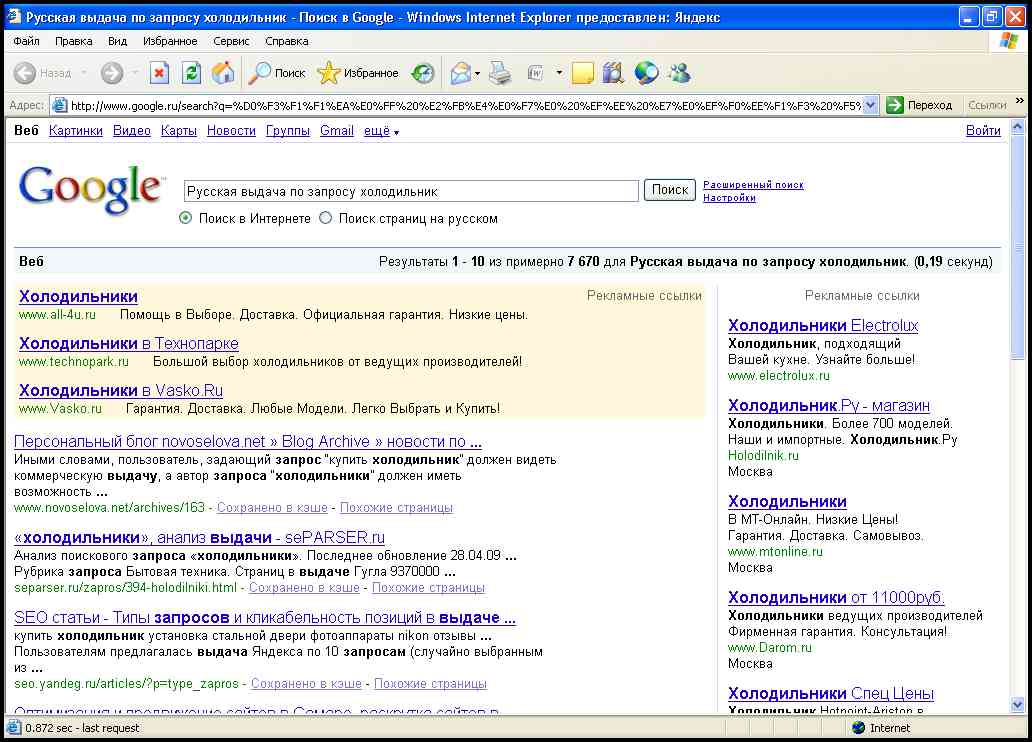 Русская выдача по запросу холодильник - Поиск в Google - Windows Internet Explorer предоставлен: Яндекс
Файл Правка Вид Избранное Сервис Справка
Назад Поиск Избранное
Адрес: http://www.google.ru/search?q=%D0%F3%F1%F1%EA%E0%FF%20%E2%FB%E4%E0%F7%E0%20%EF%EE%20%E7%E0%EF%F0%EE%F1%F3%20%F5% Переход Ссылки »
Веб Картинки Видео Карты Новости Группы Gmail ещё Войти
Google™
Русская выдача по запросу холодильник Поиск Расширенный поиск
Настройки
Поиск в Интернете Поиск страниц на русском
Веб Результаты 1 - 10 из примерно 7 670 для Русская выдача по запросу холодильник. (0,19 секунд)
Рекламные ссылки
Холодильники
www.all-4u.ru Помощь в Выборе. Доставка. Официальная гарантия. Низкие цены.
Холодильники в Технопарке
www.technopark.ru Большой выбор холодильников от ведущих производителей!
Холодильники в Vasko.Ru
www.Vasko.ru Гарантия. Доставка. Любые Модели. Легко Выбрать и Купить!
Персональный блог novoselova.net » Blog Archive » новости по ...
Иными словами, пользователь, задающий запрос "купить холодильник" должен видеть
коммерческую выдачу, а автор запроса "холодильники" должен иметь
возможность ...
www.novoselova.net/archives/163 - Сохранено в кэше - Похожие страницы
«холодильники», анализ выдачи - sePARSER.ru
Анализ поискового запроса «холодильники». Последнее обновление 28.04.09 ...
Рубрика запроса Бытовая техника. Страниц в выдаче Гугла 9370000 ...
separser.ru/zapros/394-holodilniki.html - Сохранено в кэше - Похожие страницы
SEO статьи - Типы запросов и кликабельность позиций в выдаче ...
купить холодильник установка стальной двери фотоаппараты nikon отзывы ...
Пользователям предлагалась выдача Яндекса по 10 запросам (случайно выбранным
из ...
seo.yandeg.ru/articles/?p=type_zapros - Сохранено в кэше - Похожие страницы
Оптимизация и продвижение сайтов в Самаре, раскрутка сайтов в
Рекламные ссылки
Холодильники Electrolux
Холодильник, подходящий
Вашей кухне. Узнайте больше!
www.electrolux.ru
Холодильник.Ру - магазин
Холодильники. Более 700 моделей.
Наши и импортные. Холодильник.Ру
Holodilnik.ru
Москва
Холодильники
В МТ-Онлайн. Низкие Цены!
Гарантия. Доставка. Самовывоз.
www.mtonline.ru
Москва
Холодильники от 11000руб.
Холодильники ведущих производителей
Фирменная гарантия. Консультация!
www.Darom.ru
Москва
Холодильники Спец Цены
Холодильник Hotpoint-Ariston в
0.872 sec - last request Internet